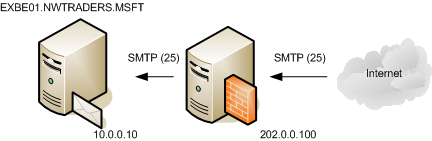 EXBE01.NWTRADERS.MSFT
SMTP (25)
SMTP (25)
Internet
10.0.0.10
202.0.0.100